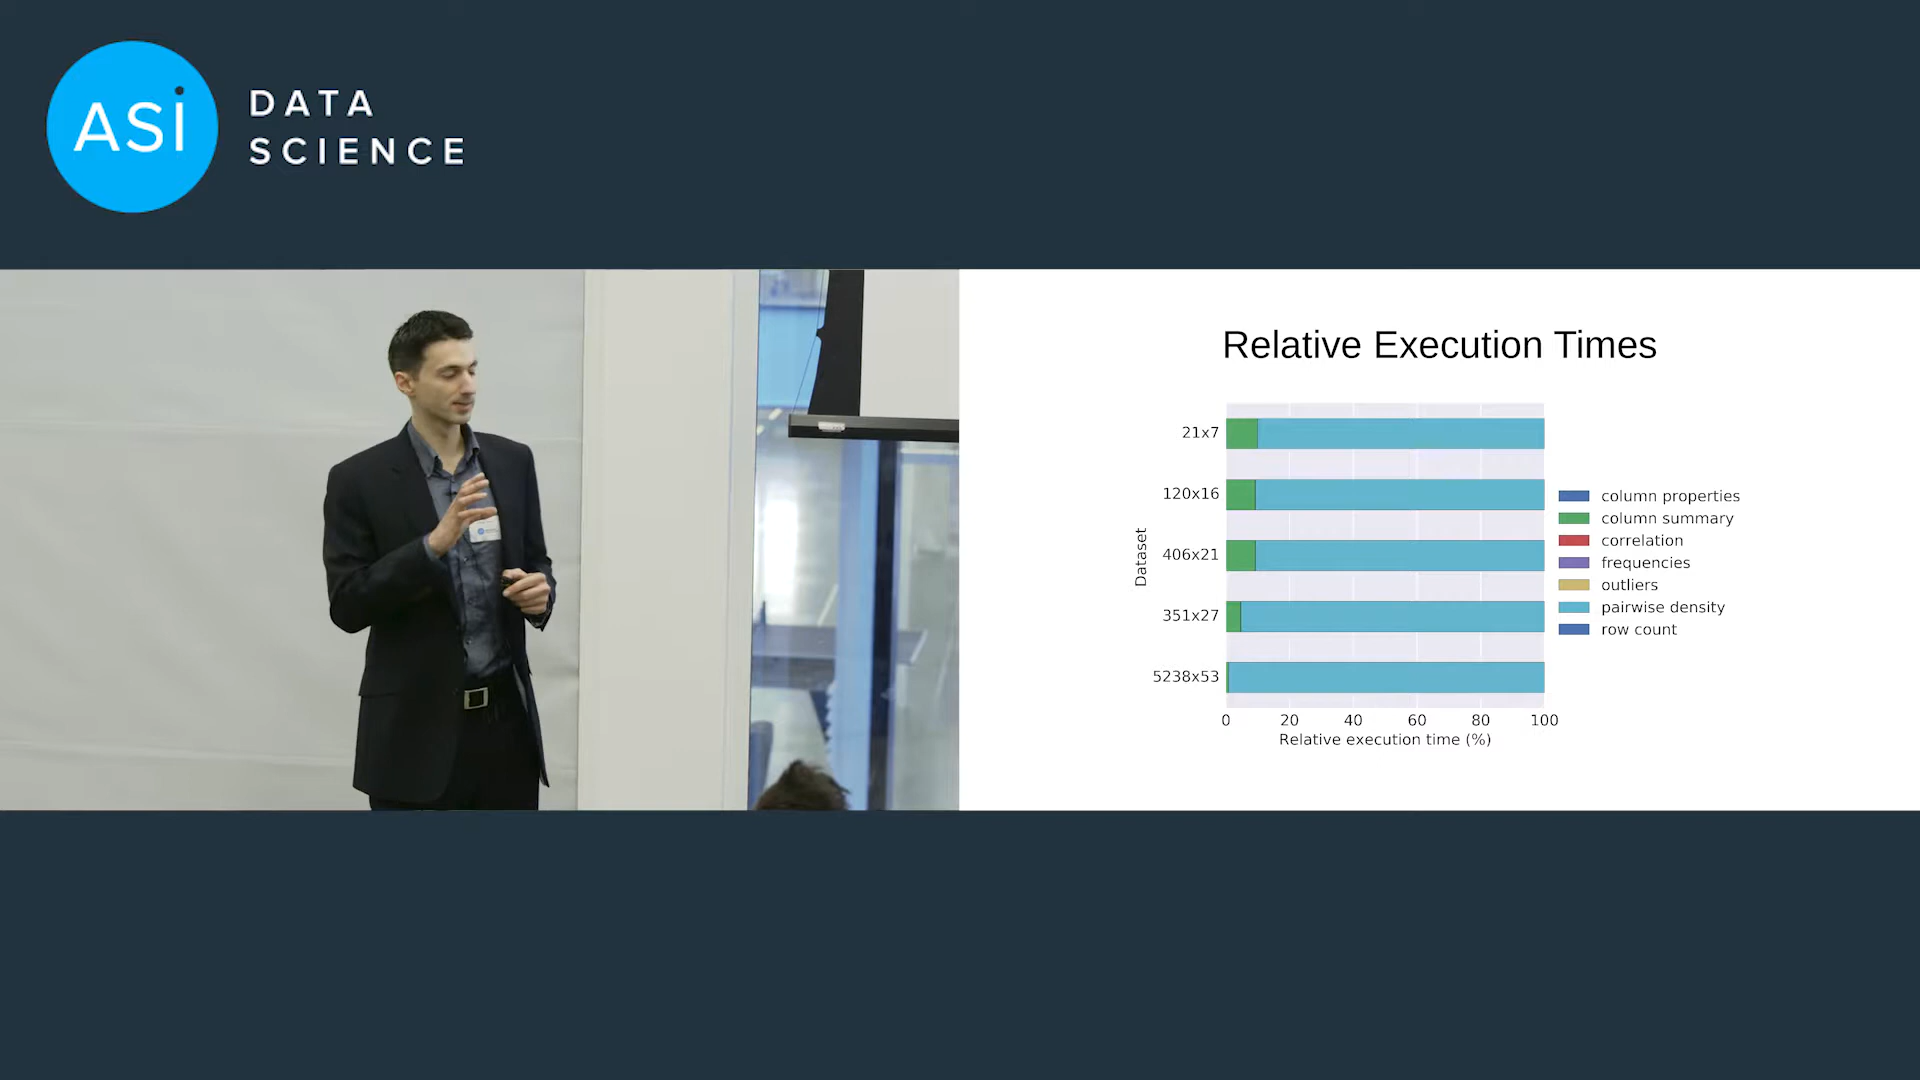 ASI
DATA
SCIENCE
Relative Execution Times
21x7
120x16
406x21
351x27
5238x53
Dataset
0 20 40 60 80 100
Relative execution time (%)
column properties
column summary
correlation
frequencies
outliers
pairwise density
row count